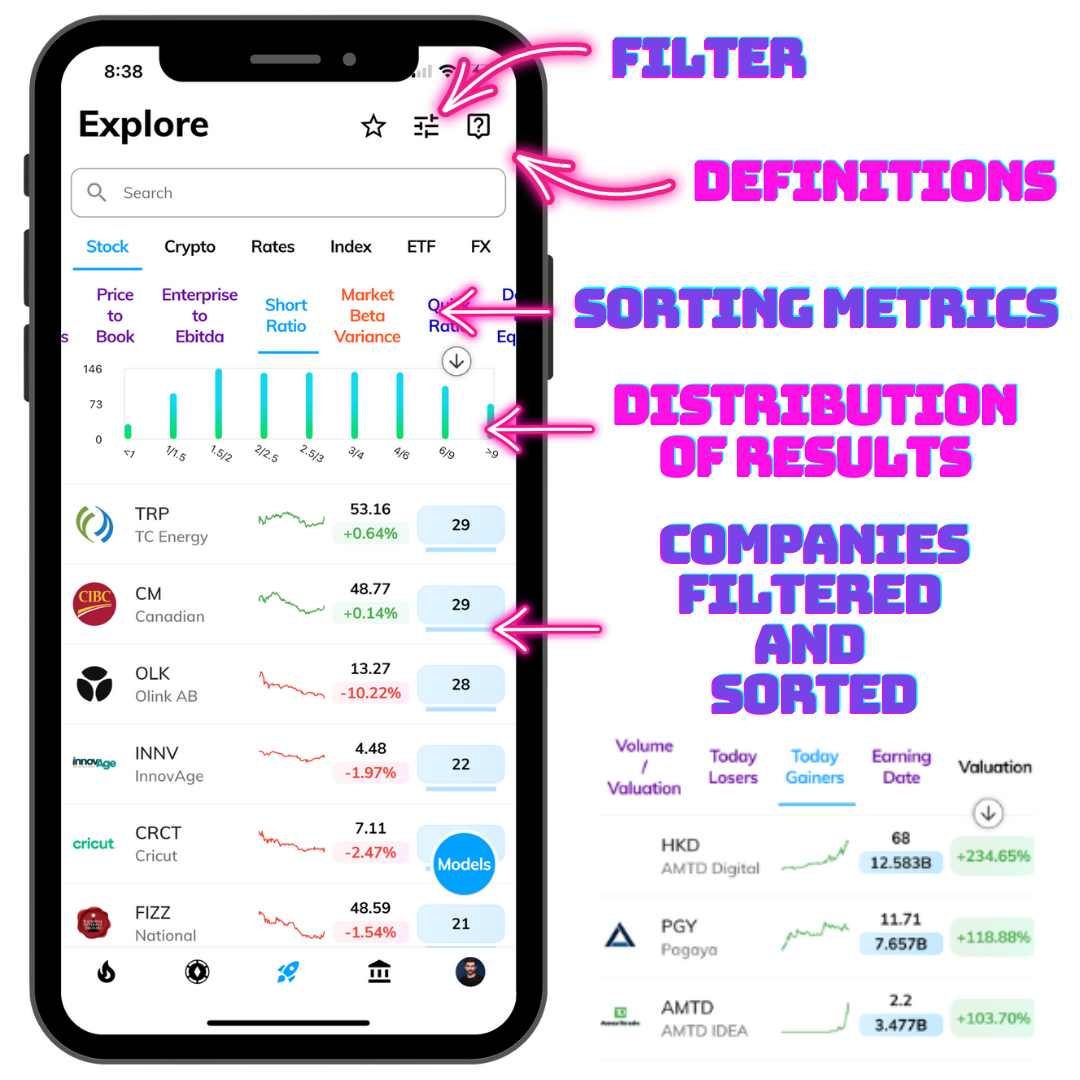 8:38
FILTER
Explore
DEFINITIONS
Search
Stock Crypto Rates Index ETF FX
Price
to
Book
Enterprise
to
Ebitda
Short
Ratio
Market
Beta
Variance
Quick
Eq
s
SORTING METRICS
146
73
0
<1 1/1.5 1.5/2 2/2.5 2.5/3 3/4 4/6 6/9 >9
DISTRIBUTION
OF RESULTS
TRP 53.16 29
TC Energy +0.64%
CM 48.77 29
CIBC
Canadian +0.14%
OLK 13.27 28
Olink AB -10.22%
INNV 4.48 22
InnovAge
InnovAge -1.97%
CRCT 7.11
cricut
Cricut -2.47%
Models
FIZZ 48.59 21
National -1.54%
COMPANIES
FILTERED
AND
SORTED
Volume
/
Valuation
Today
Losers
Today
Gainers
Earning
Date
Valuation
HKD 68 +234.65%
AMTD Digital 12.583B
PGY 11.71 +118.88%
Pagaya 7.657B
AMTD 2.2 +103.70%
AMTD IDEA 3.477B